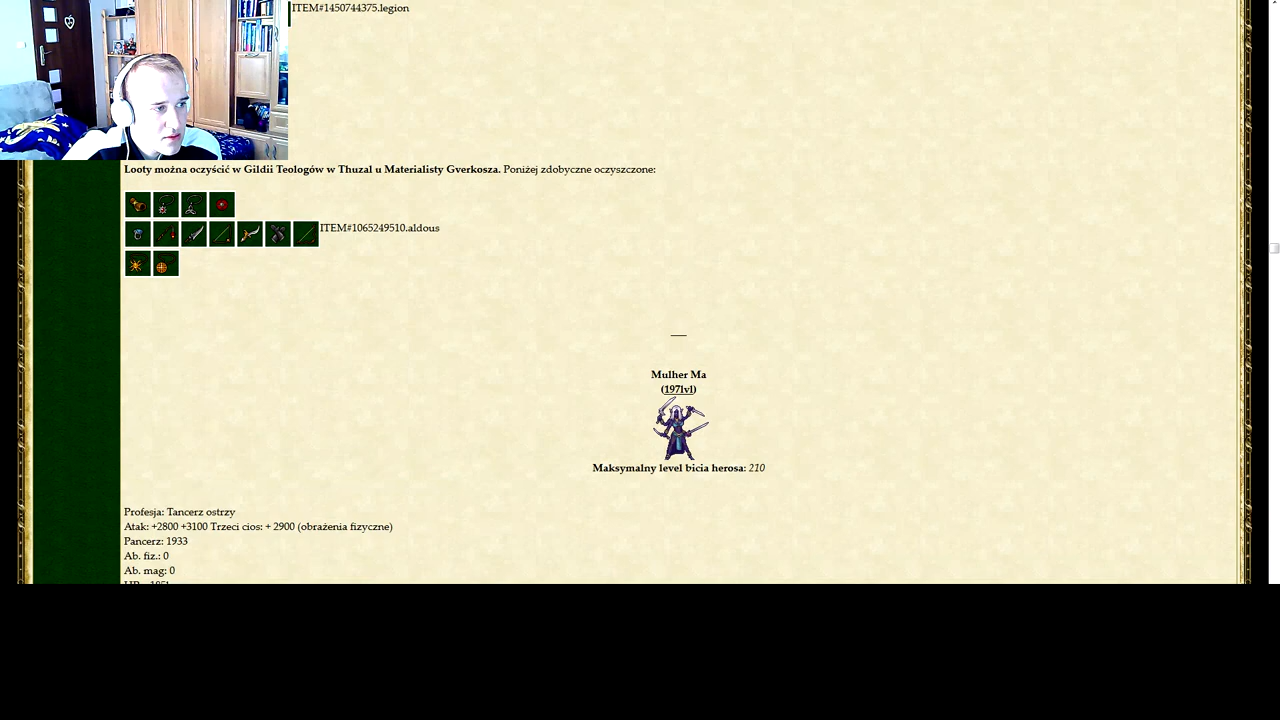 ITEM#1450744375.legion
Looty można oczyścić w Gildii Teologów w Thuzal u Materialisty Gverkosza. Poniżej zdobyczne oczyszczone:
ITEM#1065249510.aldous
Mulher Ma
(197lvl)
Maksymalny level bicia herosa: 210
Profesja: Tancerz ostrzy
Atak: +2800 +3100 Trzeci cios: + 2900 (obrażenia fizyczne)
Pancerz: 1933
Ab. fiz.: 0
Ab. mag: 0